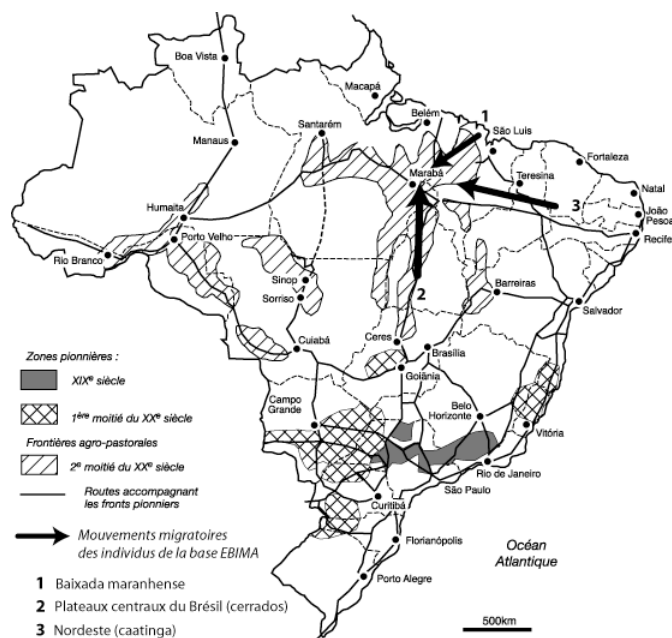 Boa Vista
Macapá
Belém
1
São Luis
Santarém
Manaus
Fortaleza
Marabá
Teresina
Natal
3
João
Pesoa
Humaita
Recife
Porto Velho
Rio Branco
Sinop
2
Barreiras
Sorriso
Salvador
Ceres
Cuiabá
Brasília
Goiânia
Zones pionnières :
XIXe siècle
Campo
Grande
Belo
Horizonte
1ère moitié du XXe siècle
Vitória
Frontières agro-pastorales
2e moitié du XXe siècle
Rio de Janeiro
São Paulo
Routes accompagnant
les fronts pionniers
Curitibá
Mouvements migratoires
des individus de la base EBIMA
Florianópolis
Océan
Atlantique
1 Baixada maranhense
Porto Alegre
2 Plateaux centraux du Brésil (cerrados)
3 Nordeste (caatinga)
500km